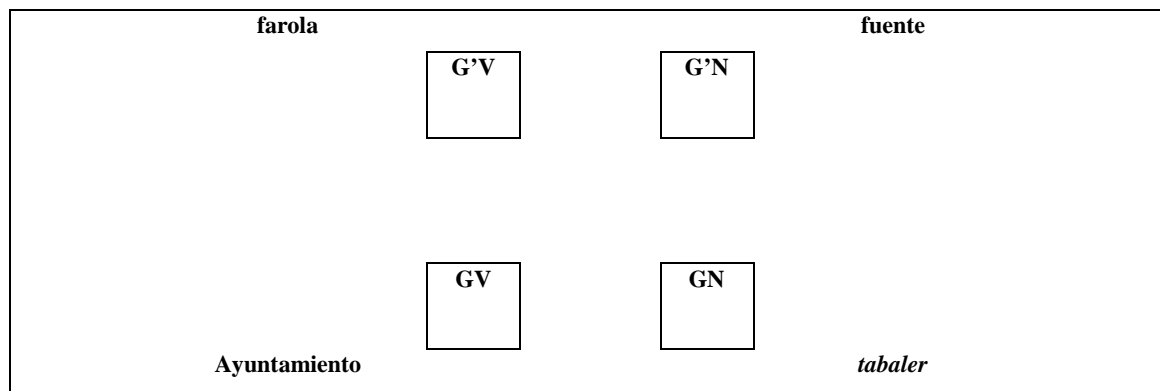 farola fuente
G’V G’N
GV GN
Ayuntamiento tabaler